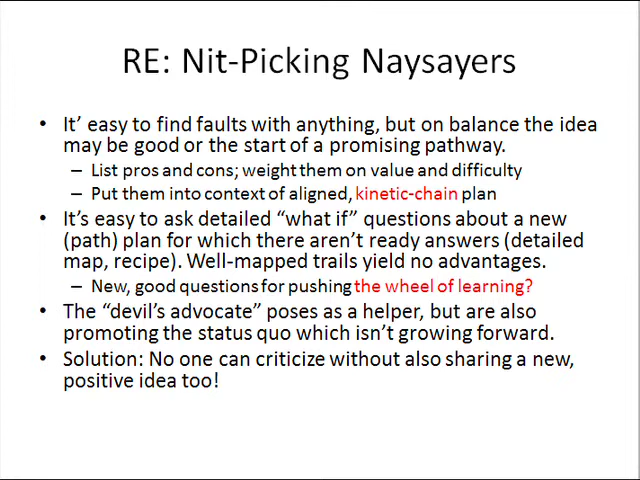 RE: Nit-Picking Naysayers
• It’ easy to find faults with anything, but on balance the idea
may be good or the start of a promising pathway.
– List pros and cons; weight them on value and difficulty
– Put them into context of aligned, kinetic-chain plan
• It’s easy to ask detailed “what if” questions about a new
(path) plan for which there aren’t ready answers (detailed
map, recipe). Well-mapped trails yield no advantages.
– New, good questions for pushing the wheel of learning?
• The “devil’s advocate” poses as a helper, but are also
promoting the status quo which isn’t growing forward.
• Solution: No one can criticize without also sharing a new,
positive idea too!